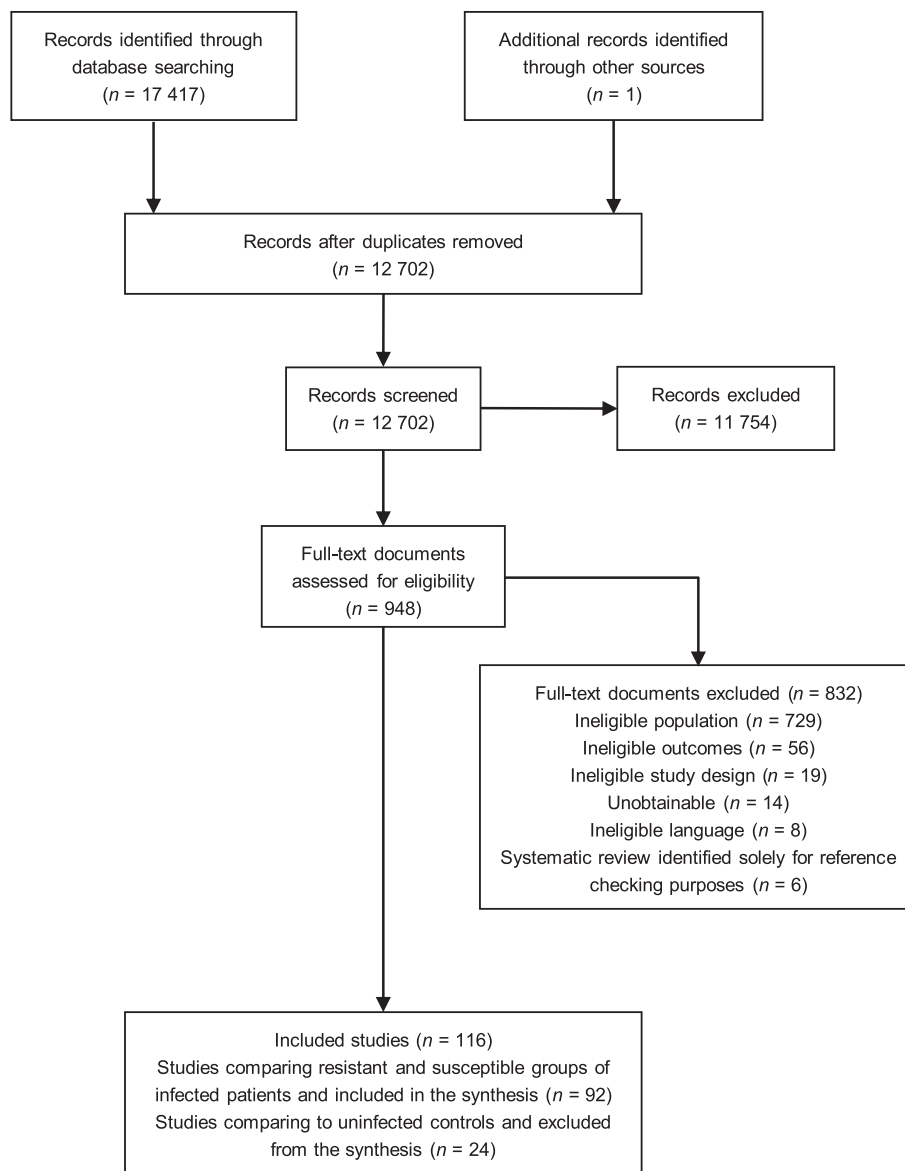 Records identified through
database searching
(n = 17 417)
Additional records identified
through other sources
(n = 1)
Records after duplicates removed
(n = 12 702)
Records screened
(n = 12 702)
Records excluded
(n = 11 754)
Full-text documents
assessed for eligibility
(n = 948)
Full-text documents excluded (n = 832)
Ineligible population (n = 729)
Ineligible outcomes (n = 56)
Ineligible study design (n = 19)
Unobtainable (n = 14)
Ineligible language (n = 8)
Systematic review identified solely for reference
checking purposes (n = 6)
Included studies (n = 116)
Studies comparing resistant and susceptible groups of
infected patients and included in the synthesis (n = 92)
Studies comparing to uninfected controls and excluded
from the synthesis (n = 24)